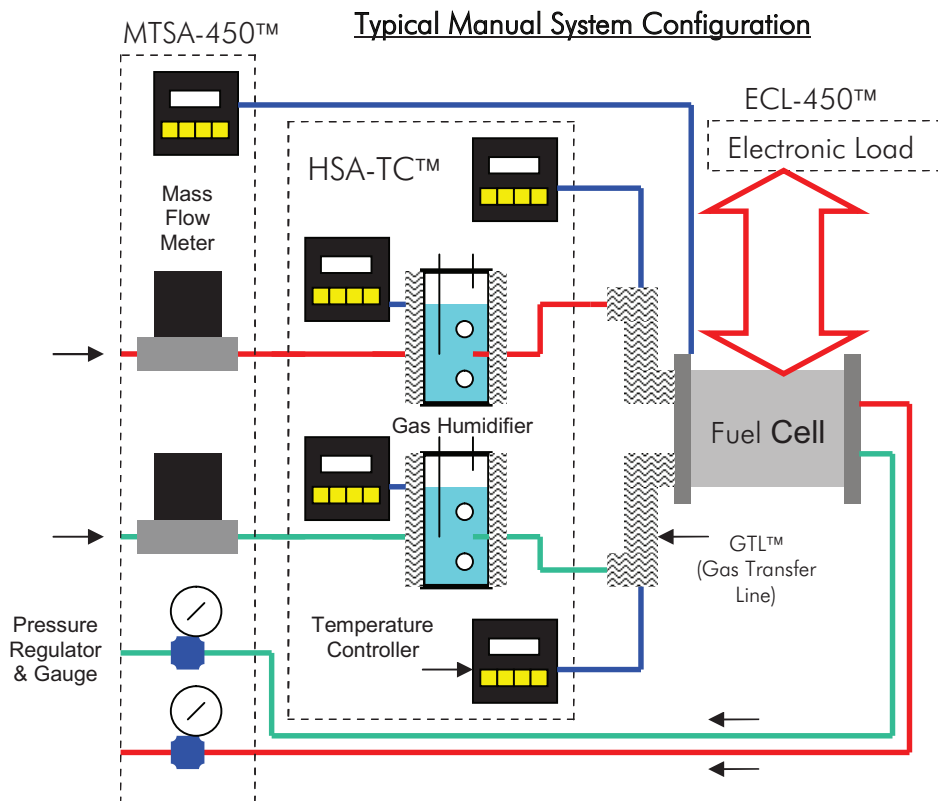 Typical Manual System Configuration
MTSA-450™
ECL-450™
Electronic Load
HSA-TC™
Mass
Flow
Meter
Gas Humidifier
Fuel Cell
GTL™
(Gas Transfer
Line)
Pressure
Regulator
& Gauge
Temperature
Controller